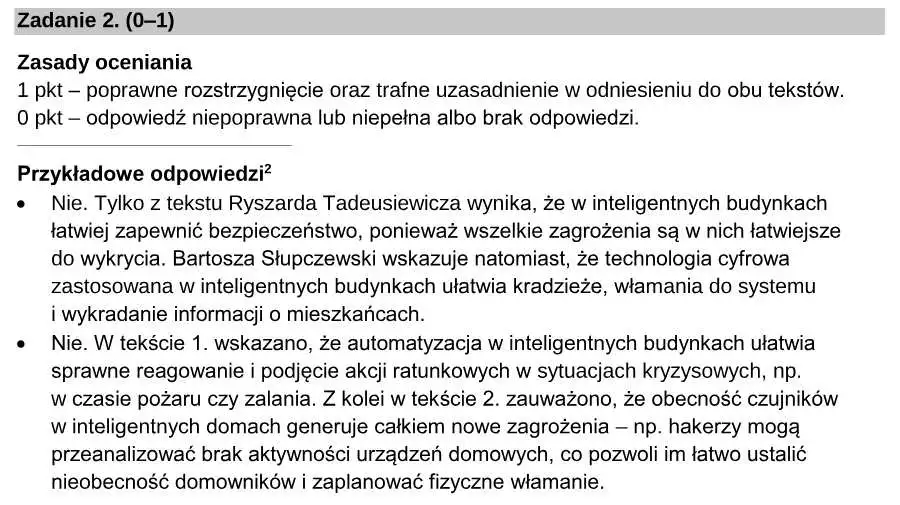 Zadanie 2. (0–1)
Zasady oceniania
1 pkt – poprawne rozstrzygnięcie oraz trafne uzasadnienie w odniesieniu do obu tekstów.
0 pkt – odpowiedź niepoprawna lub niepełna albo brak odpowiedzi.
Przykładowe odpowiedzi²
• Nie. Tylko z tekstu Ryszarda Tadeusiewicza wynika, że w inteligentnych budynkach
łatwiej zapewnić bezpieczeństwo, ponieważ wszelkie zagrożenia są w nich łatwiejsze
do wykrycia. Bartosza Słupczewski wskazuje natomiast, że technologia cyfrowa
zastosowana w inteligentnych budynkach ułatwia kradzieże, włamania do systemu
i wykradanie informacji o mieszkańcach.
• Nie. W tekście 1. wskazano, że automatyzacja w inteligentnych budynkach ułatwia
sprawne reagowanie i podjęcie akcji ratunkowych w sytuacjach kryzysowych, np.
w czasie pożaru czy zalania. Z kolei w tekście 2. zauważono, że obecność czujników
w inteligentnych domach generuje całkiem nowe zagrożenia – np. hakerzy mogą
przeanalizować brak aktywności urządzeń domowych, co pozwoli im łatwo ustalić
nieobecność domowników i zaplanować fizyczne włamanie.